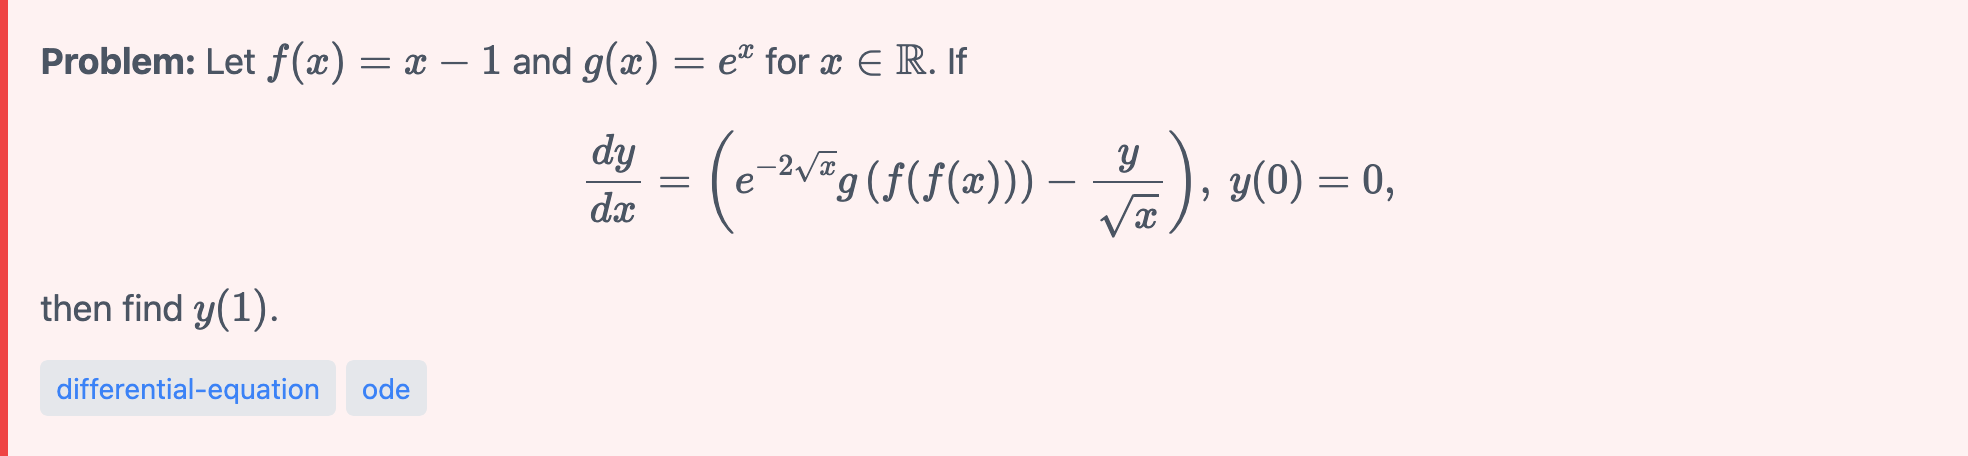 Problem: Let f(x) = x − 1 and g(x) = e^x for x ∈ ℝ. If
dy/dx = (e^{−2√x} g (f(f(x))) − y/√x), y(0) = 0,
then find y(1).
differential-equation ode